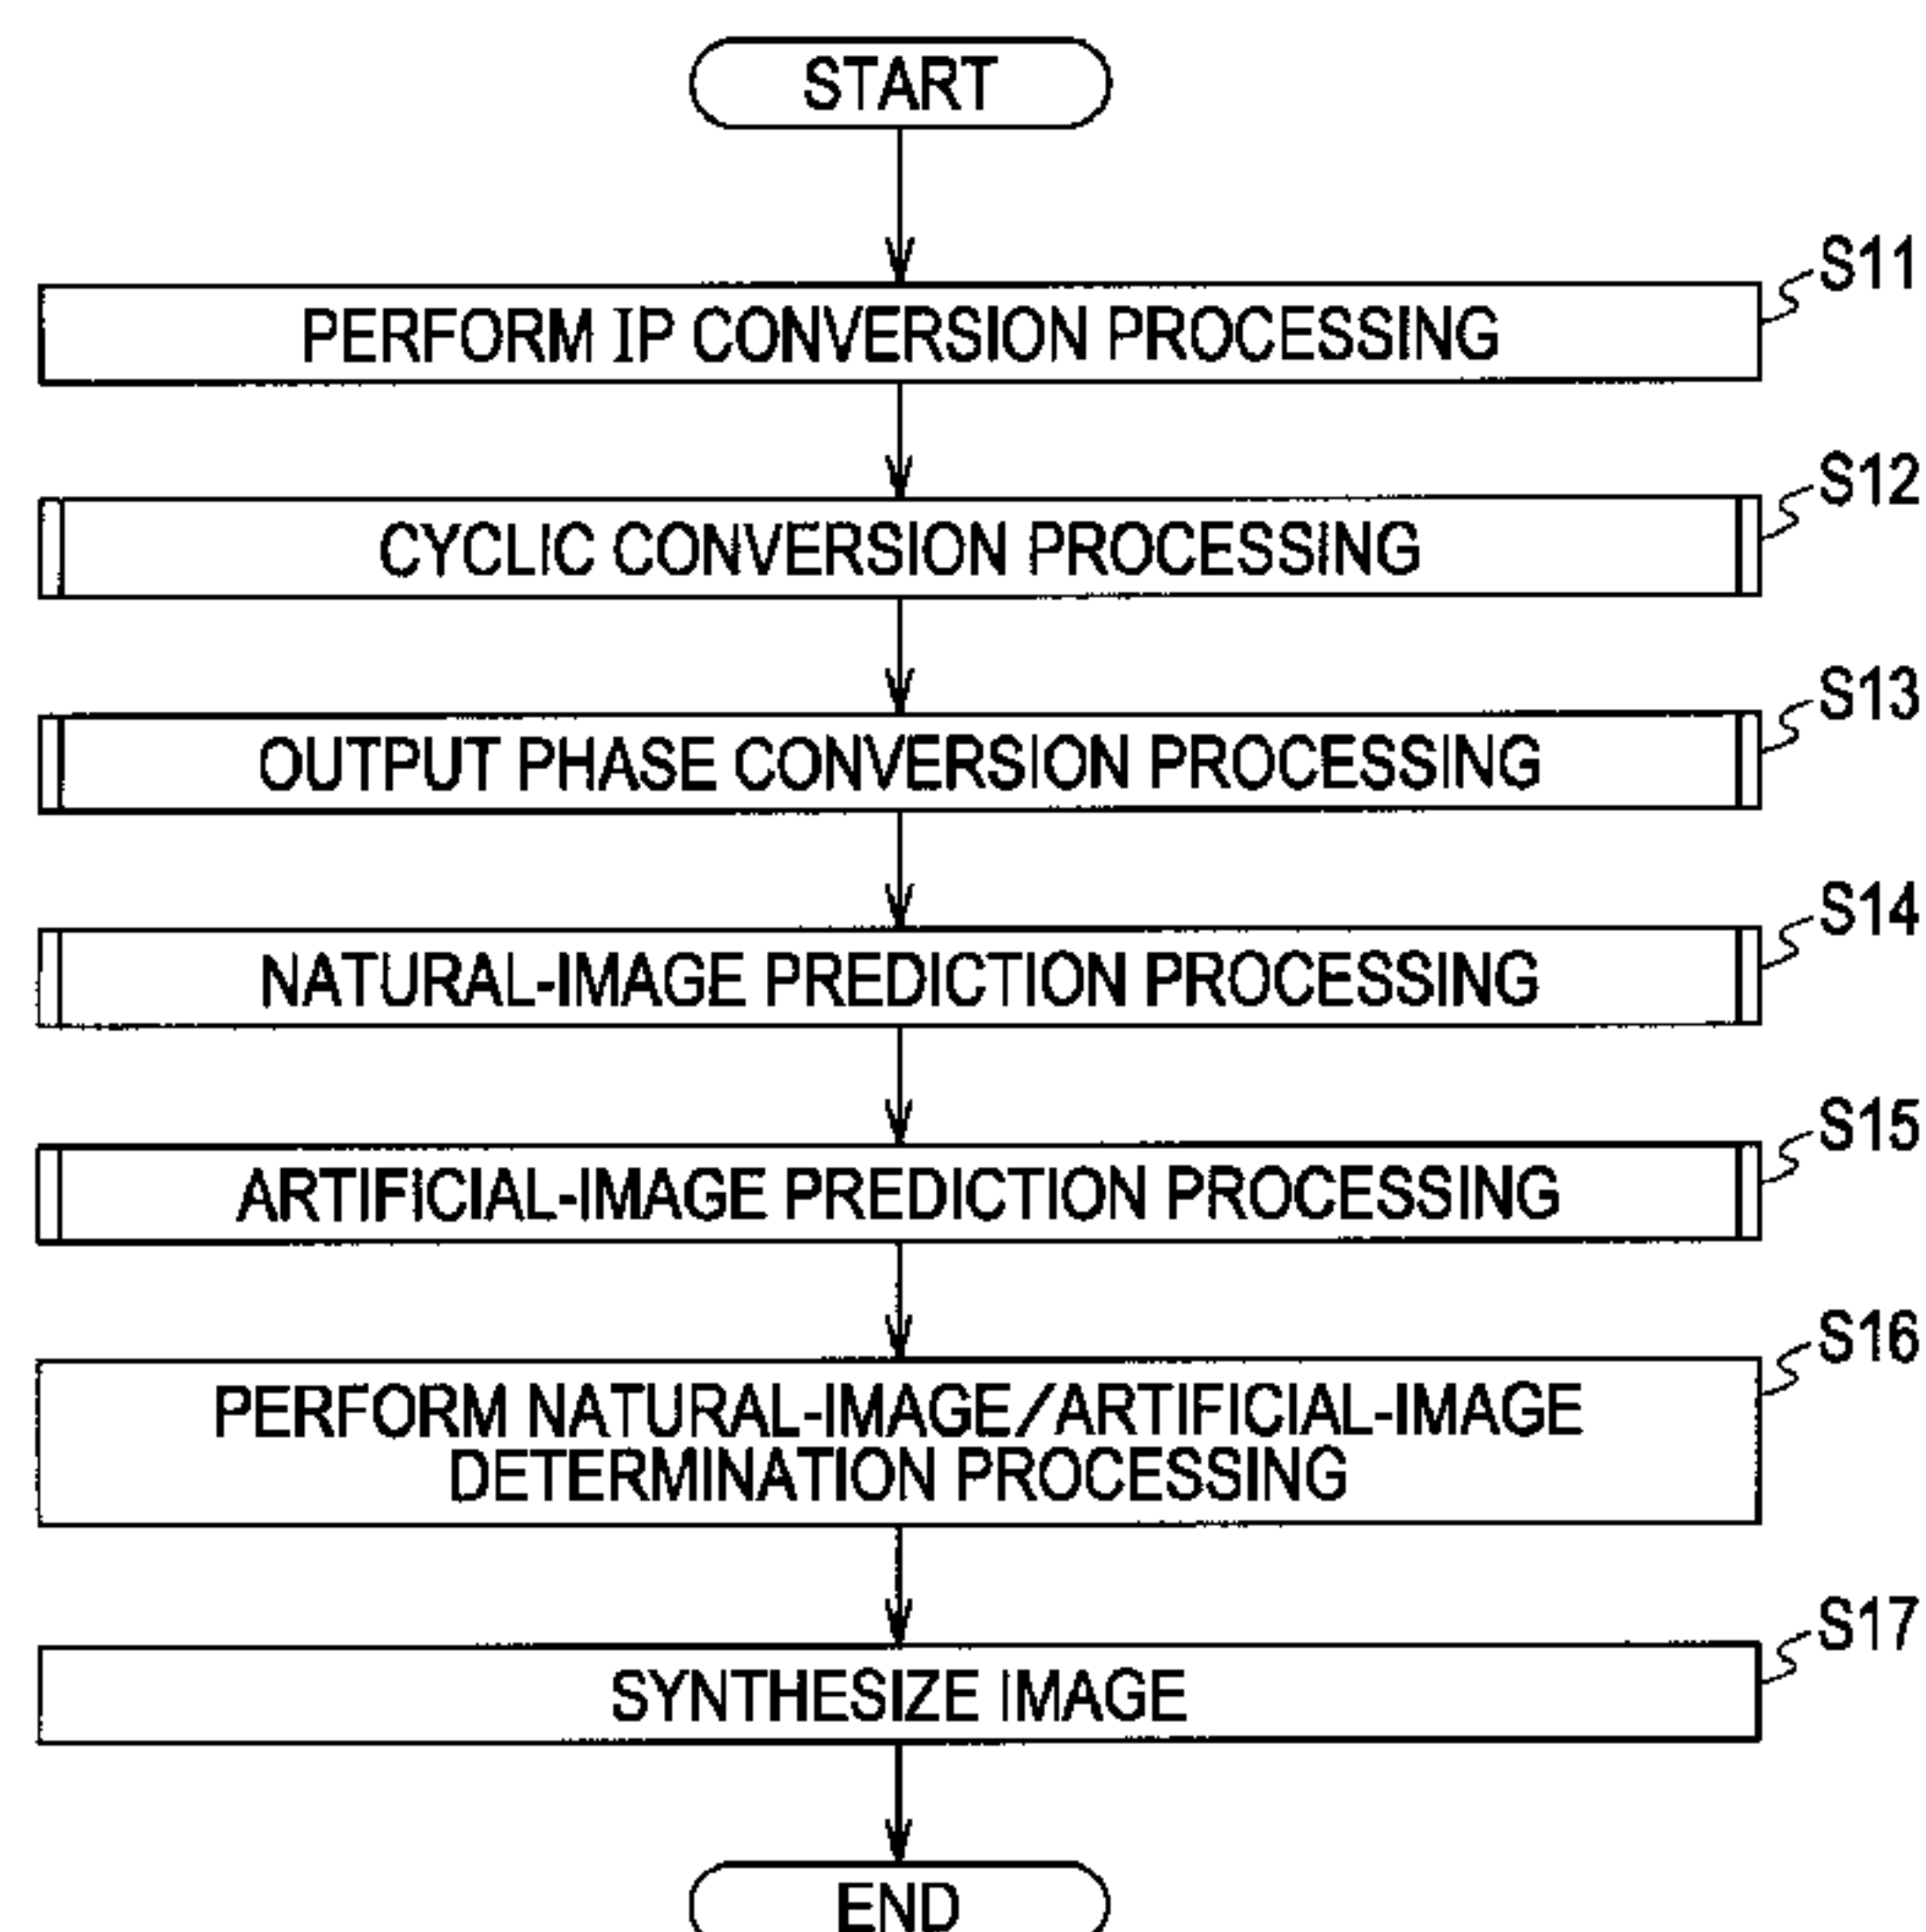 START
S11
PERFORM IP CONVERSION PROCESSING
S12
CYCLIC CONVERSION PROCESSING
S13
OUTPUT PHASE CONVERSION PROCESSING
S14
NATURAL-IMAGE PREDICTION PROCESSING
S15
ARTIFICIAL-IMAGE PREDICTION PROCESSING
S16
PERFORM NATURAL-IMAGE/ARTIFICIAL-IMAGE
DETERMINATION PROCESSING
S17
SYNTHESIZE IMAGE
END